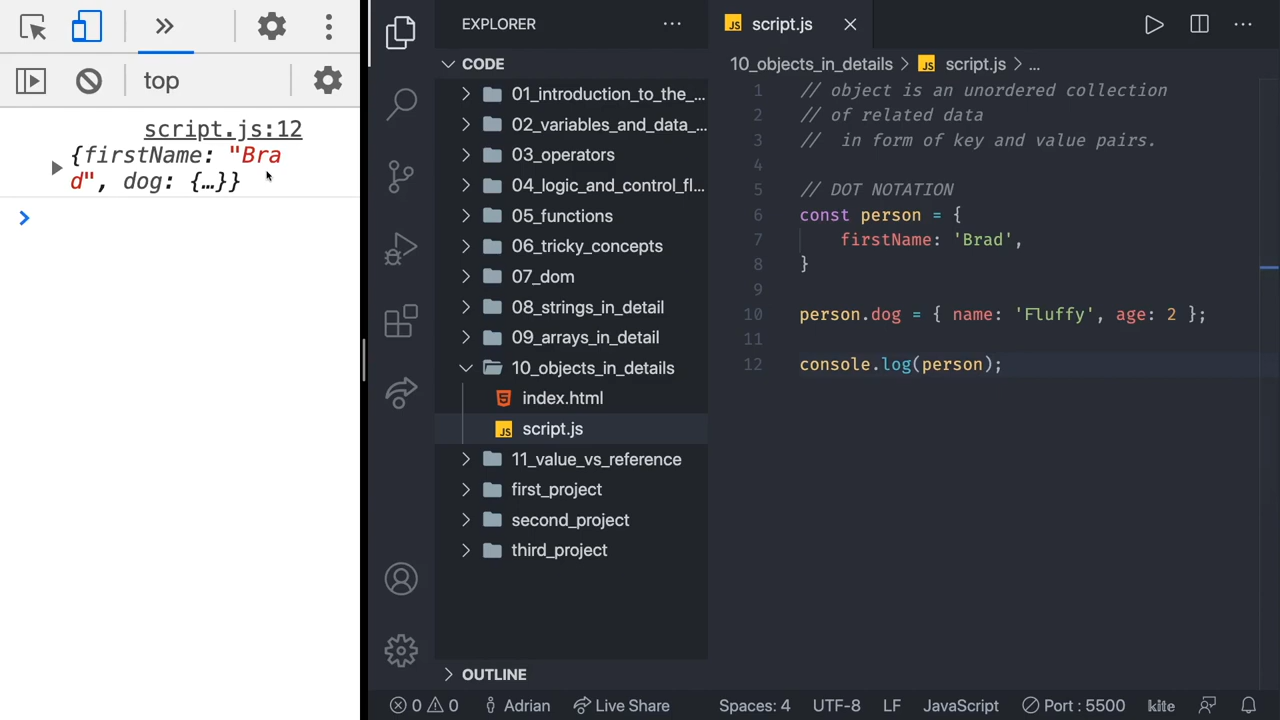 top
script.js:12
{firstName: "Bra
d", dog: {…}}
EXPLORER
CODE
01_introduction_to_the_...
02_variables_and_data_...
03_operators
04_logic_and_control_fl...
05_functions
06_tricky_concepts
07_dom
08_strings_in_detail
09_arrays_in_detail
10_objects_in_details
index.html
script.js
11_value_vs_reference
first_project
second_project
third_project
OUTLINE
JS script.js
10_objects_in_details > JS script.js > ...
1 // object is an unordered collection
2 // of related data
3 //  in form of key and value pairs.
4
5 // DOT NOTATION
6 const person = {
7     firstName: 'Brad',
8 }
9
10 person.dog = { name: 'Fluffy', age: 2 };
11
12 console.log(person);
0 0 Adrian Live Share Spaces: 4 UTF-8 LF JavaScript Port : 5500 kite